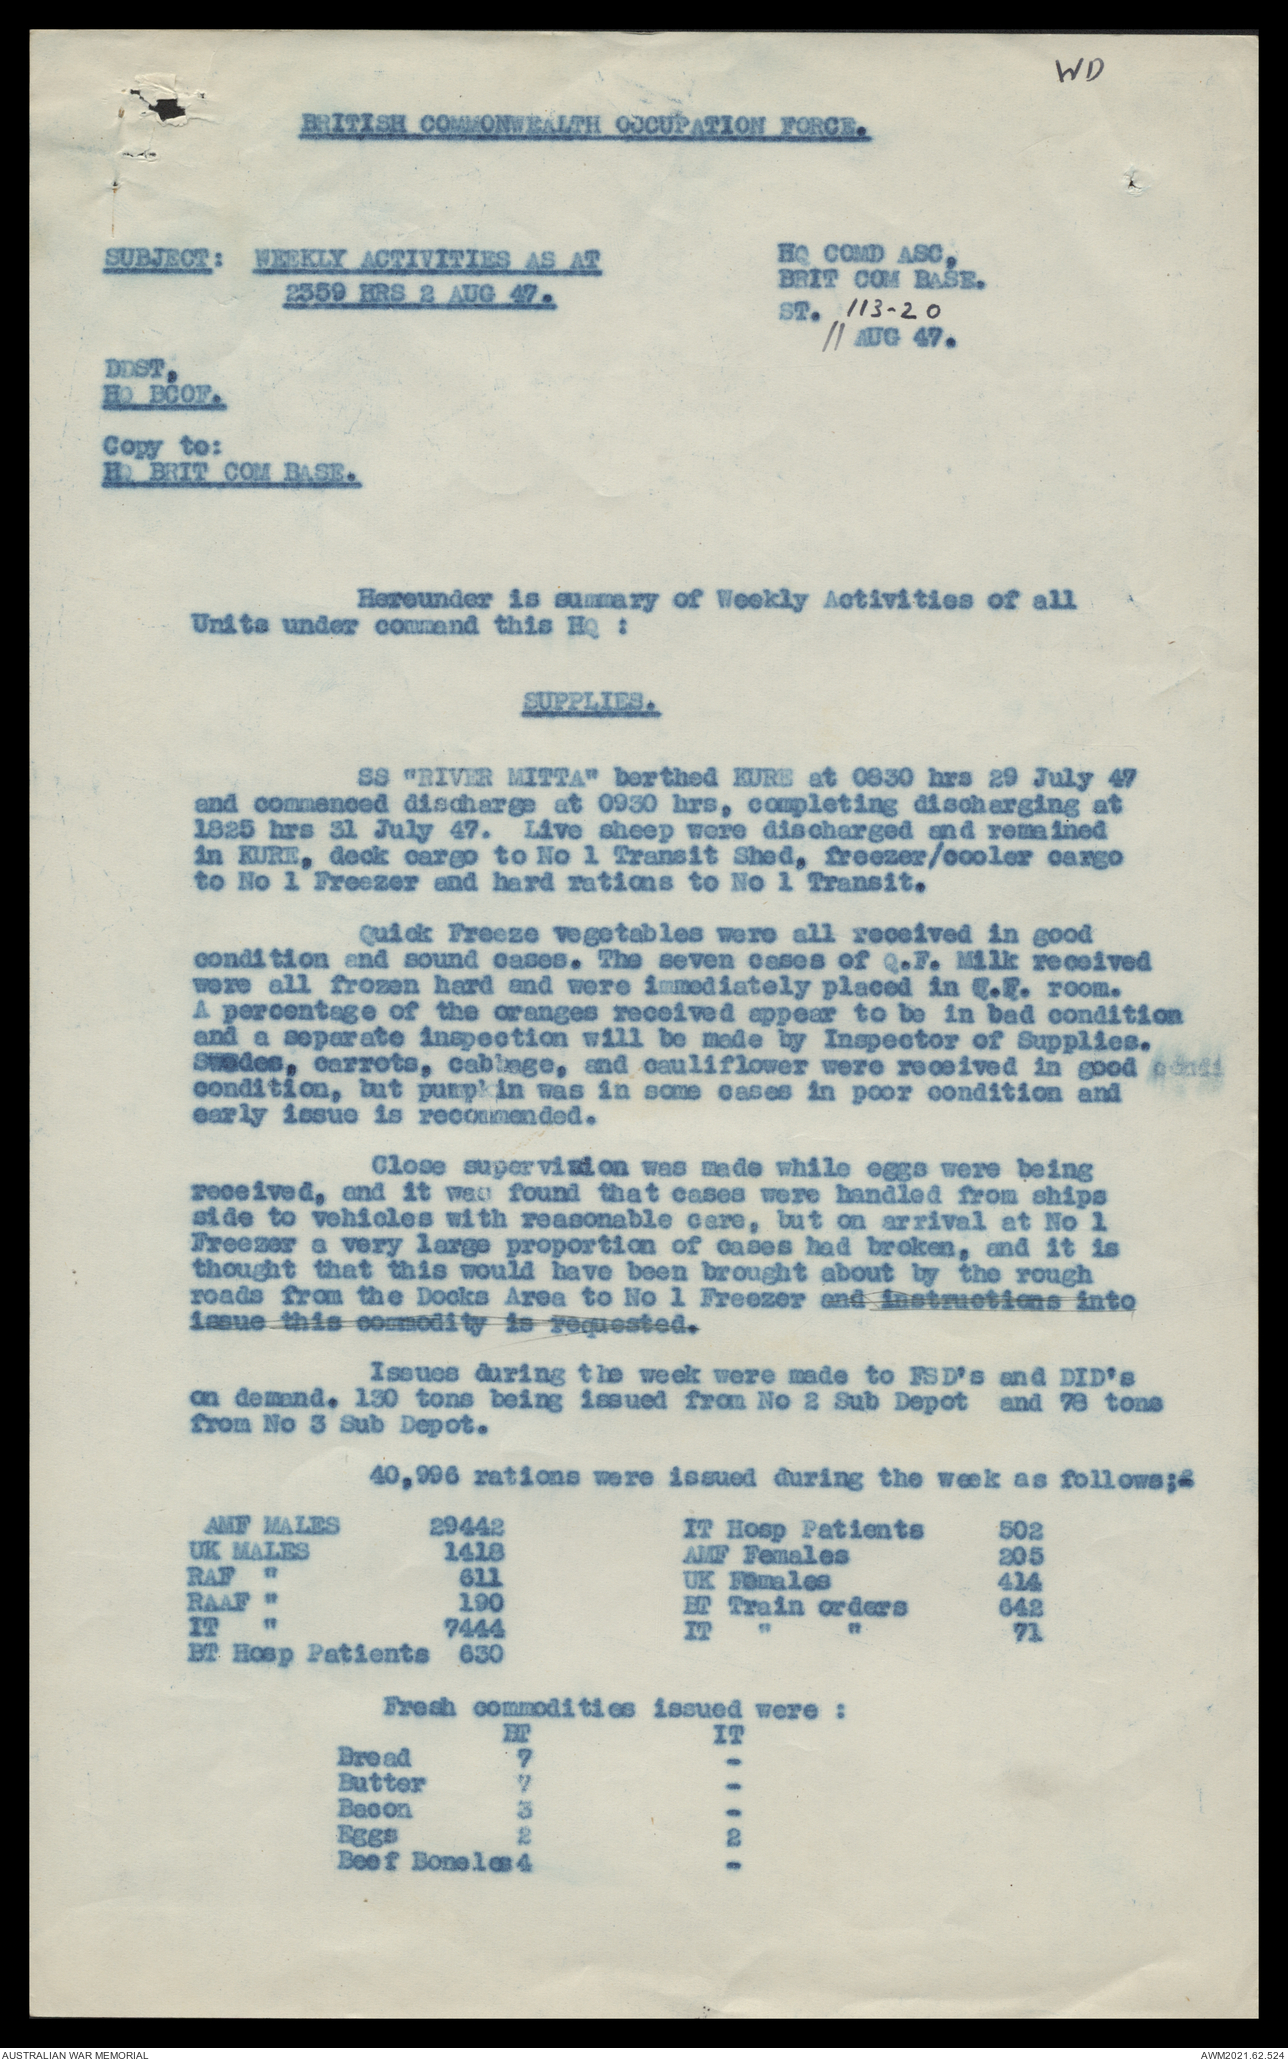 WD
BRITISH COMMONWEALTH OCCUPATION FORCE.
SUBJECT: WEEKLY ACTIVITIES AS AT
2359 HRS 2 AUG 47.
HQ COMD ASC,
BRIT COM BASE.
ST. 113-20
11 AUG 47.
DDST,
HQ BCOF.
Copy to:
HQ BRIT COM BASE.
Hereunder is summary of Weekly Activities of all
Units under command this HQ :
SUPPLIES.
SS "RIVER MITTA" berthed KURE at 0830 hrs 29 July 47
and commenced discharge at 0930 hrs, completing discharging at
1825 hrs 31 July 47. Live sheep were discharged and remained
in KURE, deck cargo to No 1 Transit Shed, freezer/cooler cargo
to No 1 Freezer and hard rations to No 1 Transit.
Quick Freeze vegetables were all received in good
condition and sound cases. The seven cases of Q.F. Milk received
were all frozen hard and were immediately placed in Q.F. room.
A percentage of the oranges received appear to be in bad condition
and a separate inspection will be made by Inspector of Supplies.
Swedes, carrots, cabbage, and cauliflower were received in good
condition, but pumpkin was in some cases in poor condition and
early issue is recommended.
Close supervision was made while eggs were being
received, and it was found that cases were handled from ships
side to vehicles with reasonable care, but on arrival at No 1
Freezer a very large proportion of cases had broken, and it is
thought that this would have been brought about by the rough
roads from the Docks Area to No 1 Freezer and instructions into
issue this commodity is requested.
Issues during the week were made to FSD's and DID's
on demand. 130 tons being issued from No 2 Sub Depot and 78 tons
from No 3 Sub Depot.
40,996 rations were issued during the week as follows;
AMF MALES 29442 IT Hosp Patients 502
UK MALES 1418 AMF Females 205
RAF " 611 UK Females 414
RAAF " 190 BT Train orders 642
IT " 7444 IT " " 71
BT Hosp Patients 630
Fresh commodities issued were :
BT IT
Bread 7 -
Butter 7 -
Bacon 3 -
Eggs 2 2
Beef Boneles 4 -
AUSTRALIAN WAR MEMORIAL
AWM2021.62.524